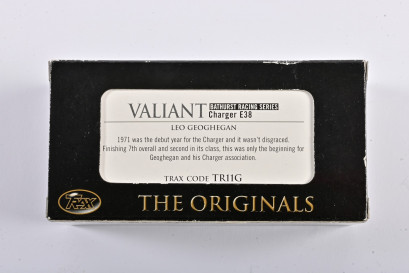 VALIANT BATHURST RACING SERIES
Charger E38
LEO GEOGHEGAN
1971 was the debut year for the Charger and it wasn't disgraced.
Finishing 7th overall and second in its class, this was only the beginning for
Geoghegan and his Charger association.
TRAX CODE TR11G
Trax THE ORIGINALS